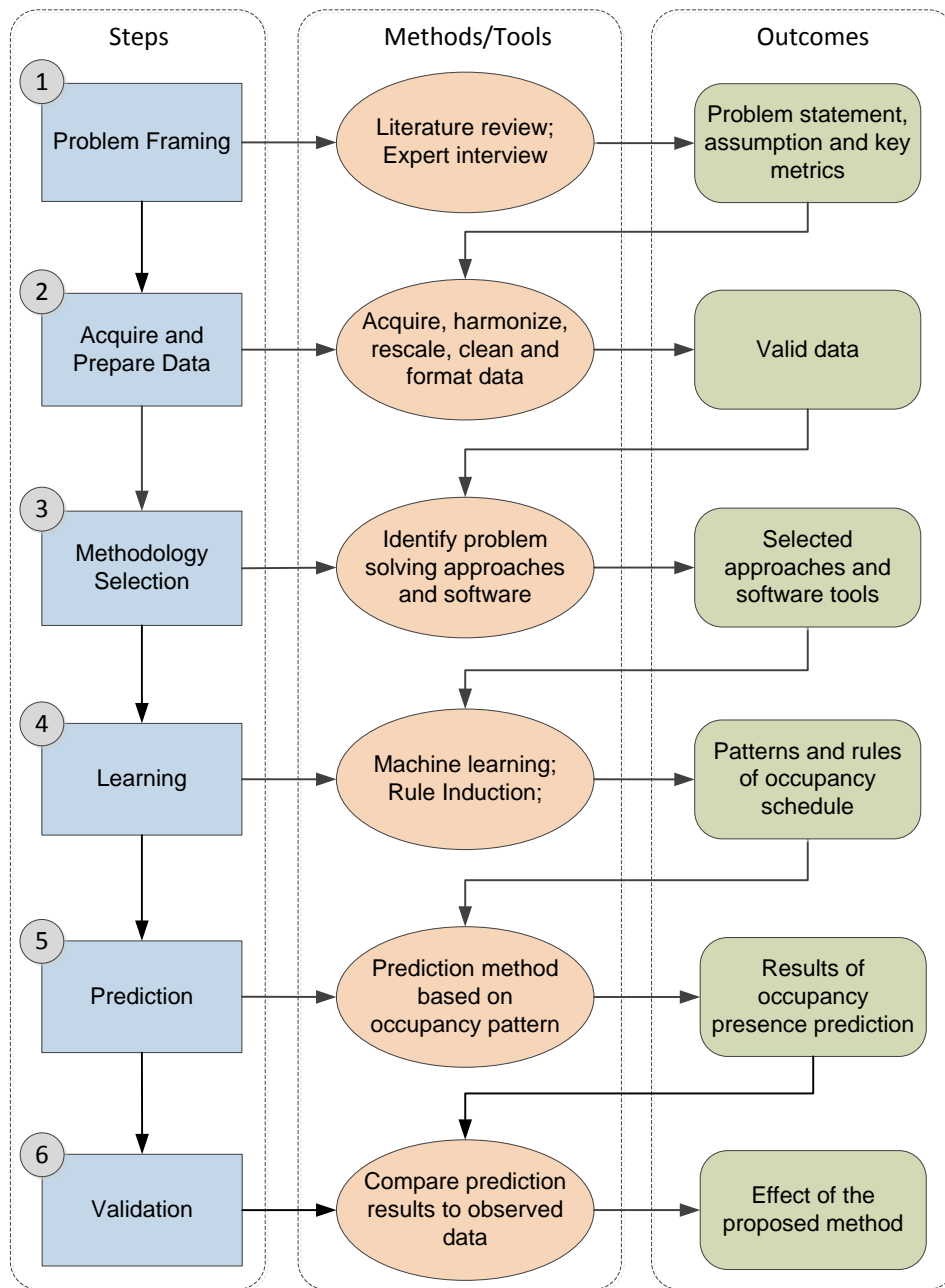 Steps
Methods/Tools
Outcomes
1
Problem Framing
Literature review;
Expert interview
Problem statement,
assumption and key
metrics
2
Acquire and
Prepare Data
Acquire, harmonize,
rescale, clean and
format data
Valid data
3
Methodology
Selection
Identify problem
solving approaches
and software
Selected
approaches and
software tools
4
Learning
Machine learning;
Rule Induction;
Patterns and rules
of occupancy
schedule
5
Prediction
Prediction method
based on
occupancy pattern
Results of
occupancy
presence prediction
6
Validation
Compare prediction
results to observed
data
Effect of the
proposed method